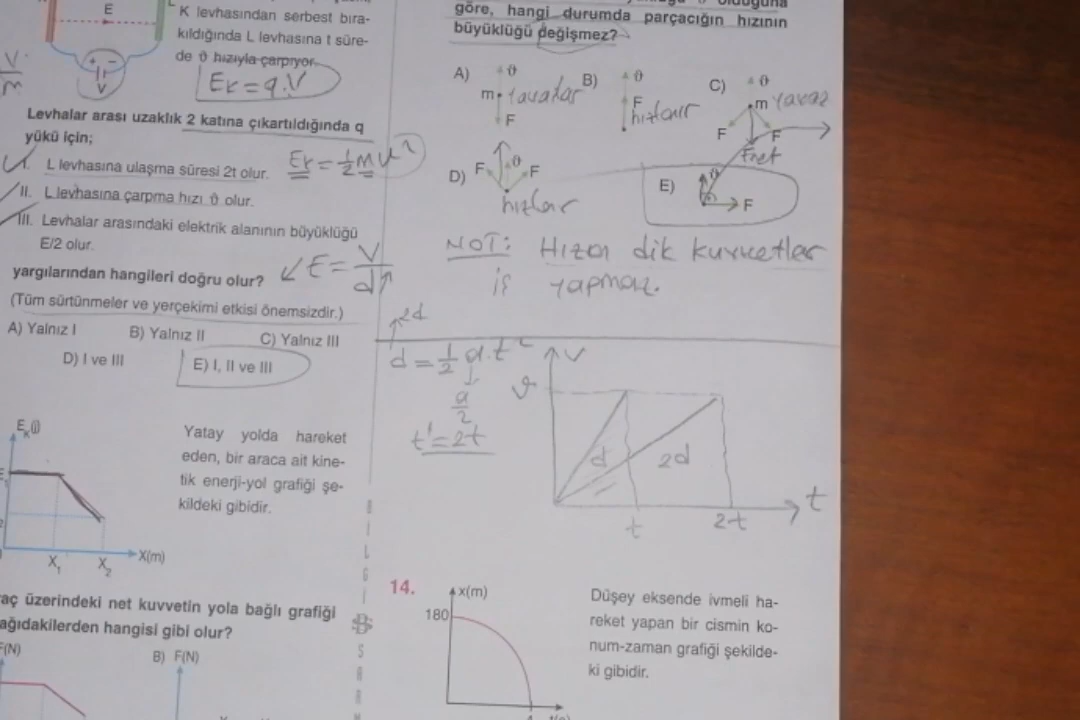 E
K levhasından serbest bıra-
kıldığında L levhasına t süre-
de ϑ hızıyla çarpıyor.
+ -
V
V
m
Ek = q.V
Levhalar arası uzaklık 2 katına çıkartıldığında q
yükü için;
I. L levhasına ulaşma süresi 2t olur.
Ek = 1/2 m v²
II. L levhasına çarpma hızı ϑ olur.
III. Levhalar arasındaki elektrik alanının büyüklüğü
E/2 olur.
yargılarından hangileri doğru olur?
↙E = V/d↑
(Tüm sürtünmeler ve yerçekimi etkisi önemsizdir.)
A) Yalnız I B) Yalnız II C) Yalnız III
D) I ve III E) I, II ve III
EK(j)
Yatay yolda hareket
eden, bir araca ait kine-
tik enerji-yol grafiği şe-
kildeki gibidir.
X1 X2 X(m)
aç üzerindeki net kuvvetin yola bağlı grafiği
ağıdakilerden hangisi gibi olur?
F(N) B) F(N)
olduğuna
göre, hangi durumda parçacığın hızının
büyüklüğü değişmez?
A) ϑ m F yavaşlar
B) ϑ F hızlanır
C) ϑ m F F yavaş
Fnet
D) F ϑ F hızlar
E) ϑ F
NOT: Hıza dik kuvvetler
iş yapmaz.
2d
d = 1/2 a.t²
a/2
t' = 2t
V
ϑ
d 2d
t 2t t
14.
x(m)
180
Düşey eksende ivmeli ha-
reket yapan bir cismin ko-
num-zaman grafiği şekilde-
ki gibidir.